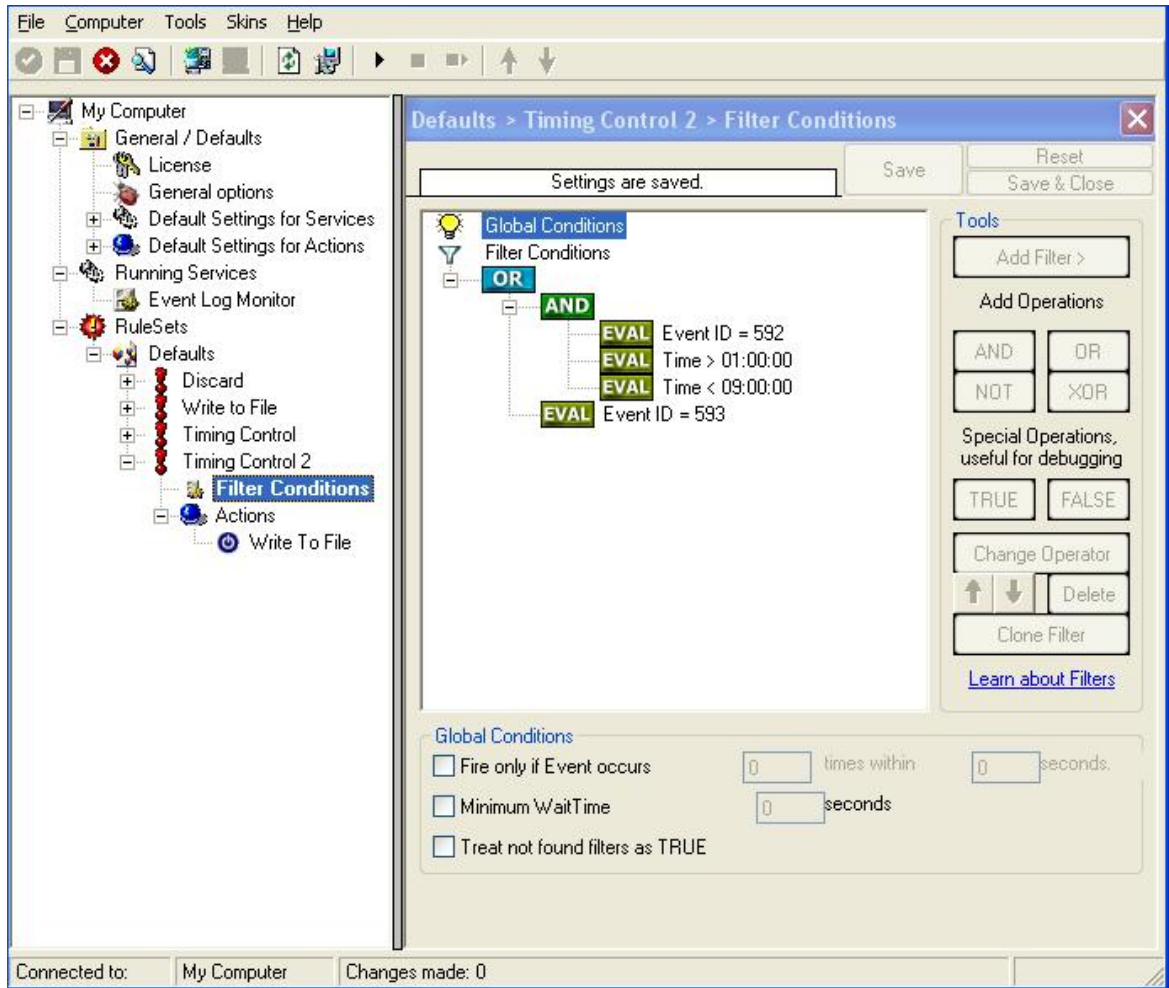 File Computer Tools Skins Help
My Computer
General / Defaults
License
General options
Default Settings for Services
Default Settings for Actions
Running Services
Event Log Monitor
RuleSets
Defaults
Discard
Write to File
Timing Control
Timing Control 2
Filter Conditions
Actions
Write To File
Defaults > Timing Control 2 > Filter Conditions
Settings are saved.
Save
Reset
Save & Close
Global Conditions
Filter Conditions
OR
AND
EVAL Event ID = 592
EVAL Time > 01:00:00
EVAL Time < 09:00:00
EVAL Event ID = 593
Tools
Add Filter >
Add Operations
AND OR
NOT XOR
Special Operations,
useful for debugging
TRUE FALSE
Change Operator
Delete
Clone Filter
Learn about Filters
Global Conditions
Fire only if Event occurs 0 times within 0 seconds.
Minimum WaitTime 0 seconds
Treat not found filters as TRUE
Connected to: My Computer Changes made: 0